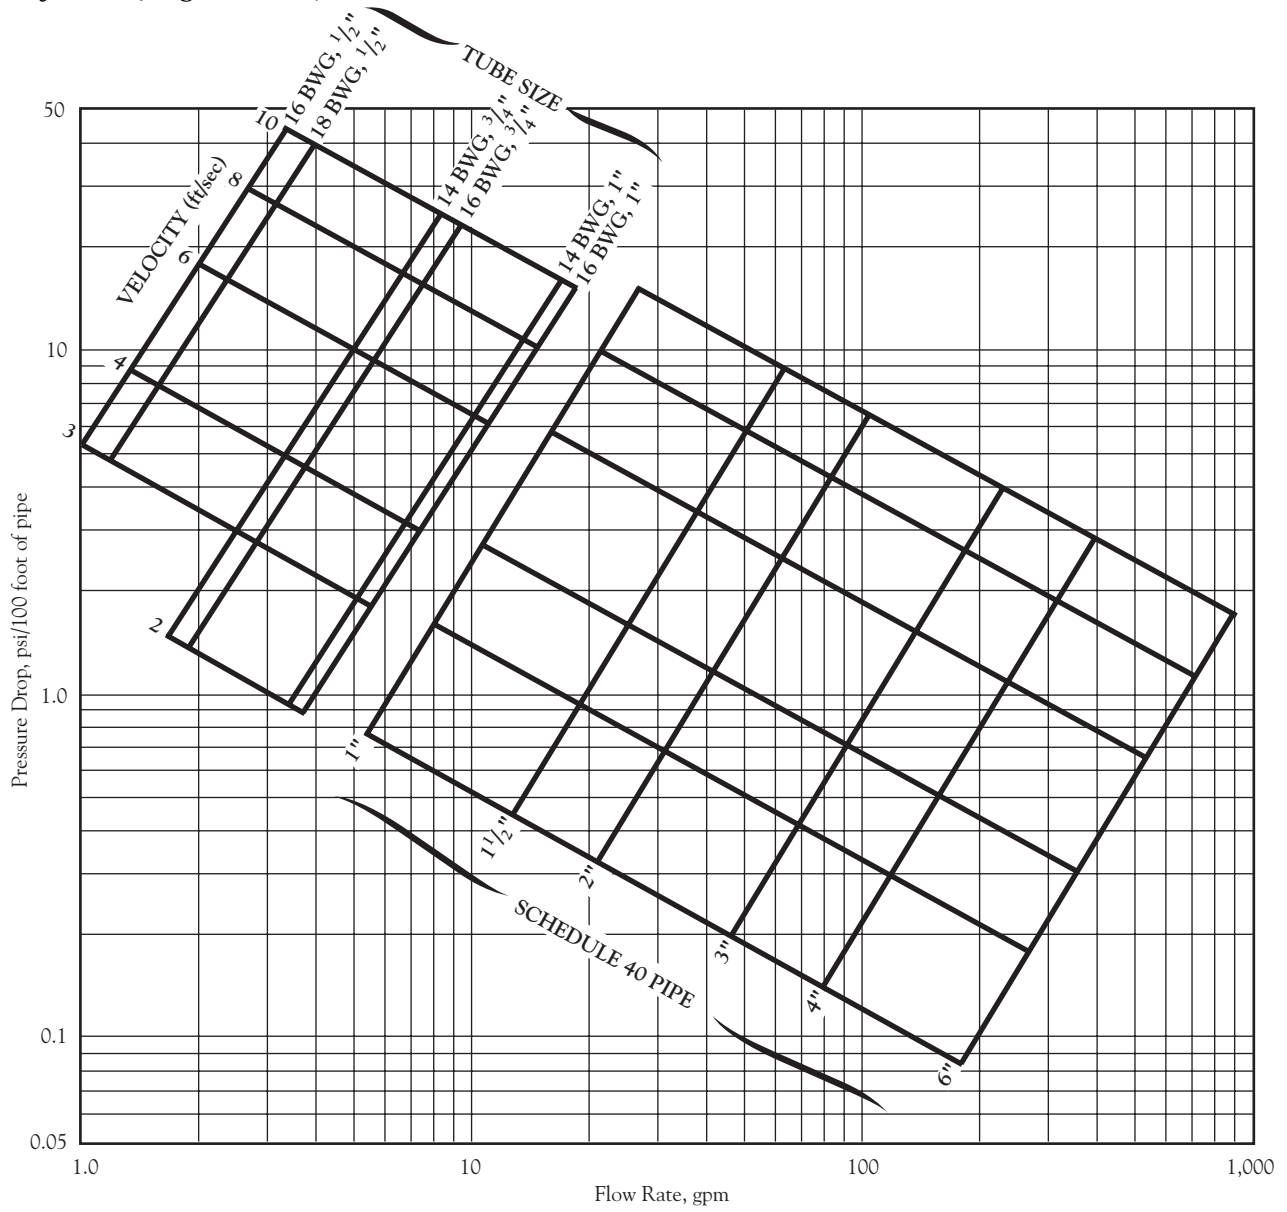 TUBE SIZE
16 BWG, 1/2"
18 BWG, 1/2"
14 BWG, 3/4"
16 BWG, 3/4"
14 BWG, 1"
16 BWG, 1"
VELOCITY (ft/sec)
10
8
6
4
3
2
50
10
1.0
0.1
0.05
Pressure Drop, psi/100 foot of pipe
1"
1 1/2"
2"
3"
4"
6"
SCHEDULE 40 PIPE
1.0
10
100
1,000
Flow Rate, gpm